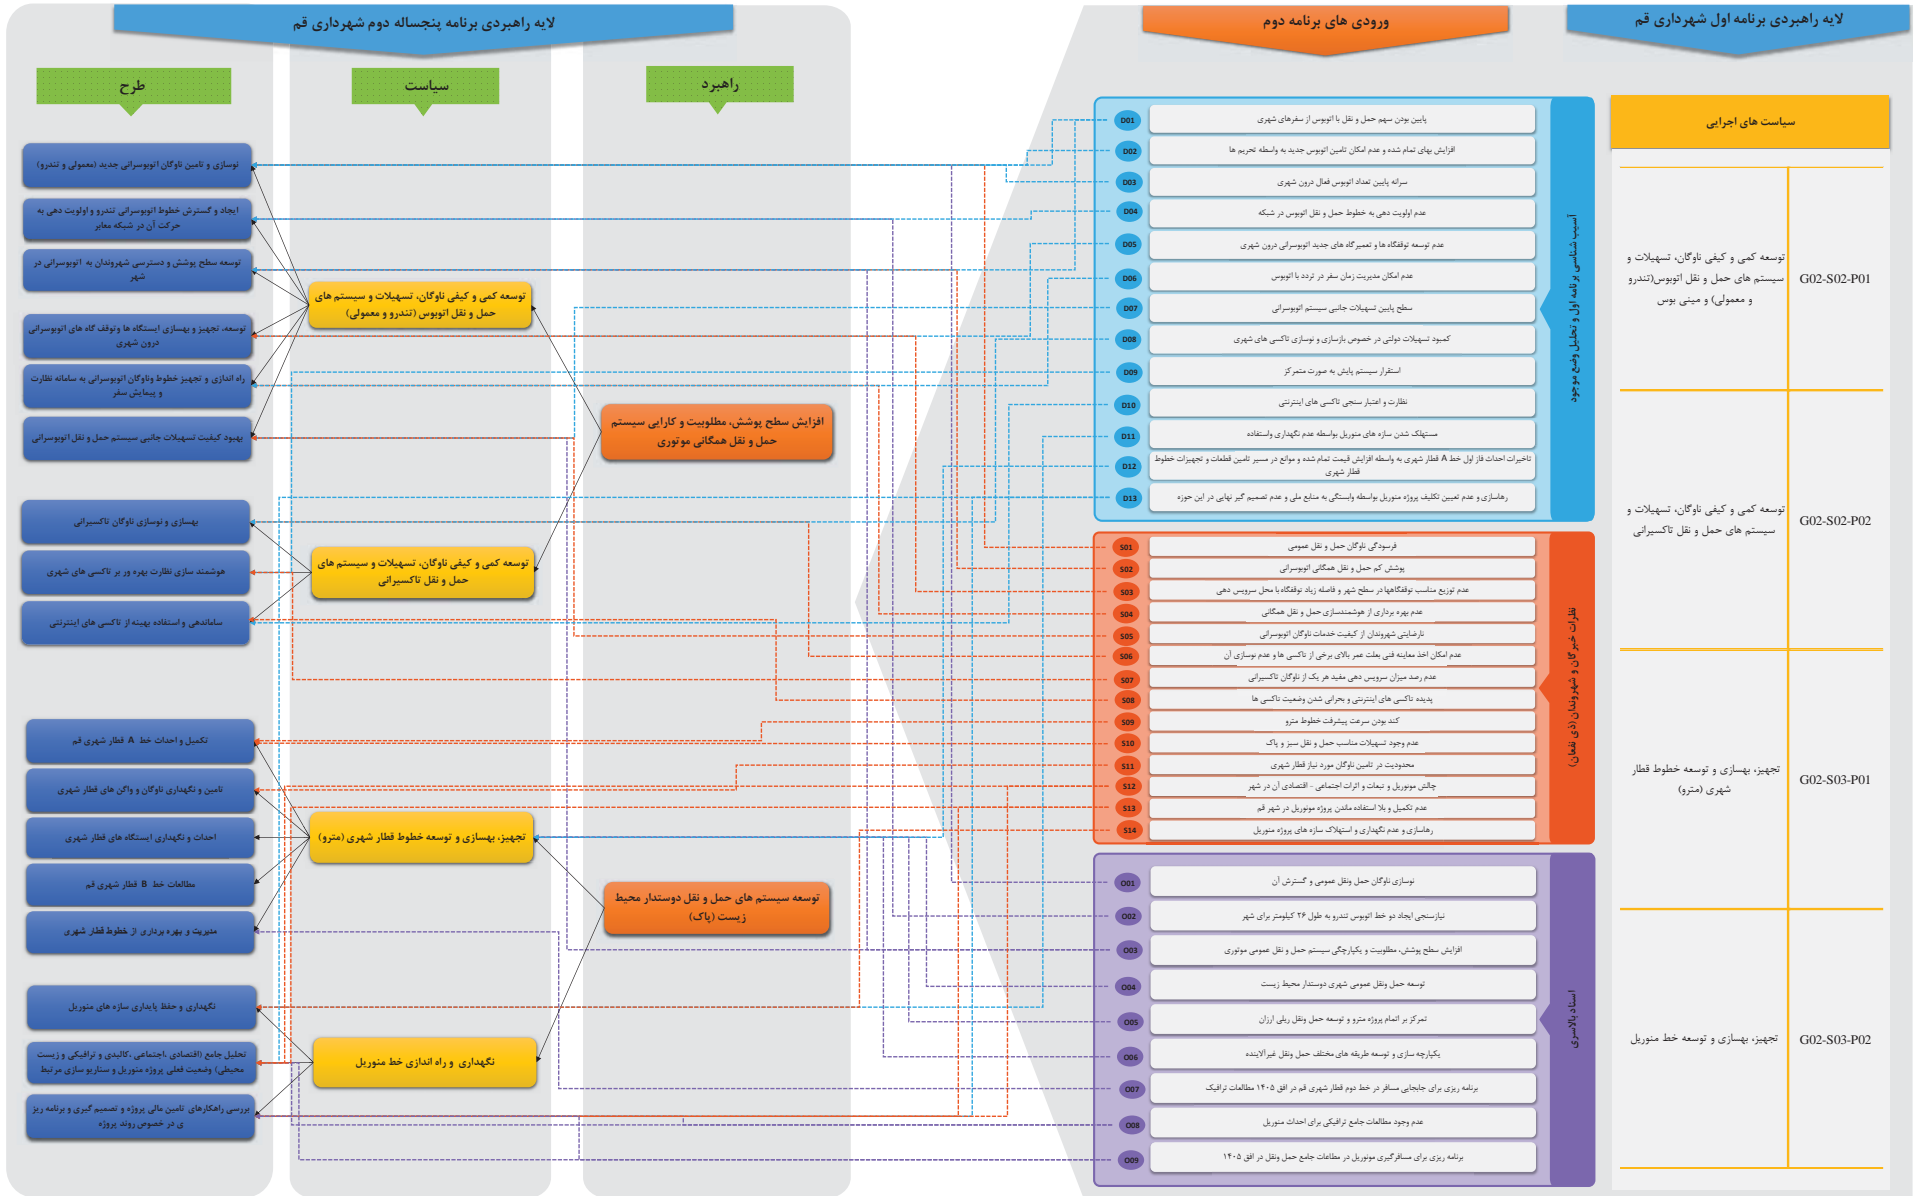 لایه راهبردی برنامه اول شهرداری قم
ورودی های برنامه دوم
لایه راهبردی برنامه پنجساله دوم شهرداری قم
راهبرد
سیاست
طرح
سیاست های اجرایی
توسعه کمی و کیفی ناوگان، تسهیلات و
سیستم های حمل و نقل اتوبوس(تندرو
و معمولی) و مینی بوس
G02-S02-P01
توسعه کمی و کیفی ناوگان، تسهیلات و
سیستم های حمل و نقل تاکسیرانی
G02-S02-P02
تجهیز، بهسازی و توسعه خطوط قطار
شهری (مترو)
G02-S03-P01
تجهیز، بهسازی و توسعه خط منوریل
G02-S03-P02
آسیب شناسی برنامه اول و تحلیل وضع موجود
D01 پایین بودن سهم حمل و نقل با اتوبوس از سفرهای شهری
D02 افزایش بهای تمام شده و عدم امکان تامین اتوبوس جدید به واسطه تحریم ها
D03 سرانه پایین تعداد اتوبوس فعال درون شهری
D04 عدم اولویت دهی به خطوط حمل و نقل اتوبوس در شبکه
D05 عدم توسعه توقفگاه ها و تعمیرگاه های جدید اتوبوسرانی درون شهری
D06 عدم امکان مدیریت زمان سفر در تردد با اتوبوس
D07 سطح پایین تسهیلات جانبی سیستم اتوبوسرانی
D08 کمبود تسهیلات دولتی در خصوص بازسازی و نوسازی تاکسی های شهری
D09 استقرار سیستم پایش به صورت متمرکز
D10 نظارت و اعتبار سنجی تاکسی های اینترنتی
D11 مستهلک شدن سازه های منوریل بواسطه عدم نگهداری واستفاده
D12 تاخیرات احداث فاز اول خط A قطار شهری به واسطه افزایش قیمت تمام شده و موانع در مسیر تامین قطعات و تجهیزات خطوط
قطار شهری
D13 رهاسازی و عدم تعیین تکلیف پروژه منوریل بواسطه وابستگی به منابع ملی و عدم تصمیم گیر نهایی در این حوزه
نظرات خبرگان و شهروندان (ذی نفعان)
S01 فرسودگی ناوگان حمل و نقل عمومی
S02 پوشش کم حمل و نقل همگانی اتوبوسرانی
S03 عدم توزیع مناسب توقفگاهها در سطح شهر و فاصله زیاد توقفگاه با محل سرویس دهی
S04 عدم بهره برداری از هوشمندسازی حمل و نقل همگانی
S05 نارضایتی شهروندان از کیفیت خدمات ناوگان اتوبوسرانی
S06 عدم امکان اخذ معاینه فنی بعلت عمر بالای برخی از تاکسی ها و عدم نوسازی آن
S07 عدم رصد میزان سرویس دهی مفید هر یک از ناوگان تاکسیرانی
S08 پدیده تاکسی های اینترنتی و بحرانی شدن وضعیت تاکسی ها
S09 کند بودن سرعت پیشرفت خطوط مترو
S10 عدم وجود تسهیلات مناسب حمل و نقل سبز و پاک
S11 محدودیت در تامین ناوگان مورد نیاز قطار شهری
S12 چالش مونوریل و تبعات و اثرات اجتماعی - اقتصادی آن در شهر
S13 عدم تکمیل و بلا استفاده ماندن پروژه مونوریل در شهر قم
S14 رهاسازی و عدم نگهداری و استهلاک سازه های پروژه منوریل
اسناد بالاسری
O01 نوسازی ناوگان حمل ونقل عمومی و گسترش آن
O02 نیازسنجی ایجاد دو خط اتوبوس تندرو به طول ۲۶ کیلومتر برای شهر
O03 افزایش سطح پوشش، مطلوبیت و یکپارچگی سیستم حمل و نقل عمومی موتوری
O04 توسعه حمل ونقل عمومی شهری دوستدار محیط زیست
O05 تمرکز بر اتمام پروژه مترو و توسعه حمل ونقل ریلی ارزان
O06 یکپارچه سازی و توسعه طریقه های مختلف حمل ونقل غیرآلاینده
O07 برنامه ریزی برای جابجایی مسافر در خط دوم قطار شهری قم در افق ۱۴۰۵ مطالعات ترافیک
O08 عدم وجود مطالعات جامع ترافیکی برای احداث منوریل
O09 برنامه ریزی برای مسافرگیری مونوریل در مطاعات جامع حمل ونقل در افق ۱۴۰۵
افزایش سطح پوشش، مطلوبیت و کارایی سیستم
حمل و نقل همگانی موتوری
توسعه سیستم های حمل و نقل دوستدار محیط
زیست (پاک)
توسعه کمی و کیفی ناوگان، تسهیلات و سیستم های
حمل و نقل اتوبوس (تندرو و معمولی)
توسعه کمی و کیفی ناوگان، تسهیلات و سیستم های
حمل و نقل تاکسیرانی
تجهیز، بهسازی و توسعه خطوط قطار شهری (مترو)
نگهداری و راه اندازی خط منوریل
نوسازی و تامین ناوگان اتوبوسرانی جدید (معمولی و تندرو)
ایجاد و گسترش خطوط اتوبوسرانی تندرو و اولویت دهی به
حرکت آن در شبکه معابر
توسعه سطح پوشش و دسترسی شهروندان به اتوبوسرانی در
شهر
توسعه، تجهیز و بهسازی ایستگاه ها وتوقف گاه های اتوبوسرانی
درون شهری
راه اندازی و تجهیز خطوط وناوگان اتوبوسرانی به سامانه نظارت
و پیمایش سفر
بهبود کیفیت تسهیلات جانبی سیستم حمل و نقل اتوبوسرانی
بهسازی و نوسازی ناوگان تاکسیرانی
هوشمند سازی نظارت بهره ور بر تاکسی های شهری
ساماندهی و استفاده بهینه از تاکسی های اینترنتی
تکمیل و احداث خط A قطار شهری قم
تامین و نگهداری ناوگان و واگن های قطار شهری
احداث و نگهداری ایستگاه های قطار شهری
مطالعات خط B قطار شهری قم
مدیریت و بهره برداری از خطوط قطار شهری
نگهداری و حفظ پایداری سازه های منوریل
تحلیل جامع (اقتصادی ،اجتماعی ،کالبدی و ترافیکی و زیست
محیطی) وضعیت فعلی پروژه منوریل و سناریو سازی مرتبط
بررسی راهکارهای تامین مالی پروژه و تصمیم گیری و برنامه ریز
ی در خصوص روند پروژه